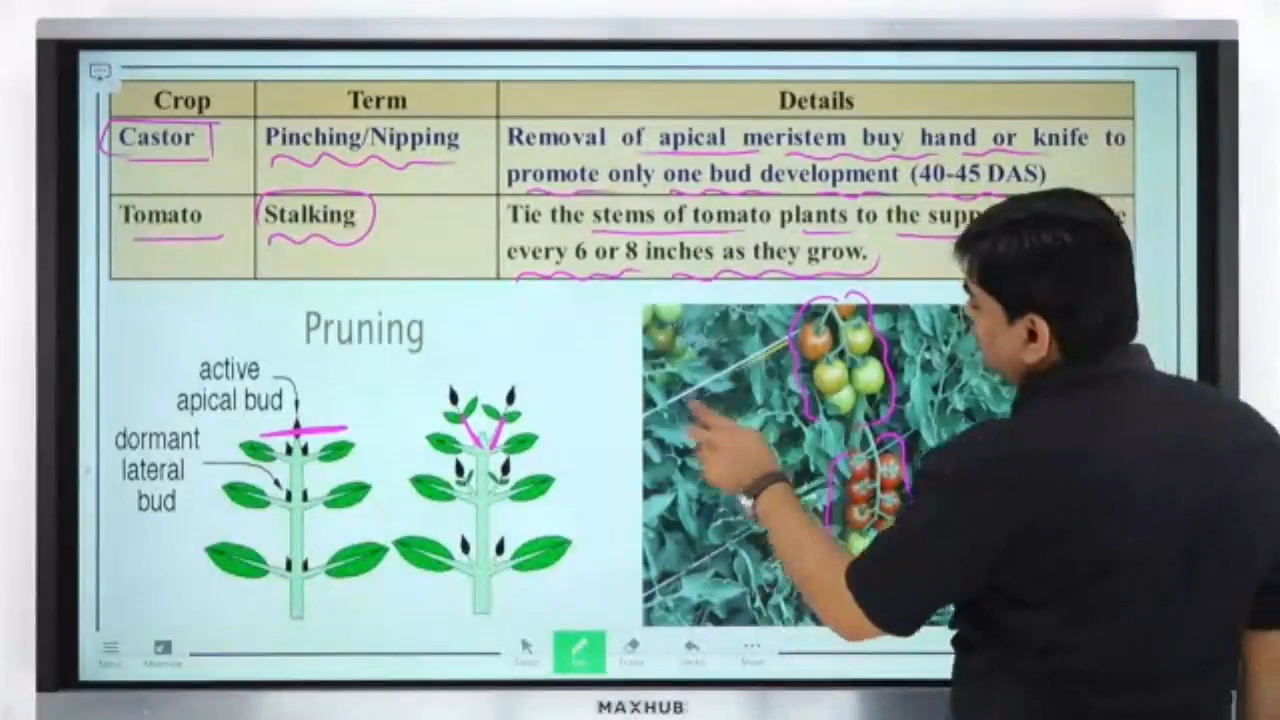 Crop Term Details
Castor Pinching/Nipping Removal of apical meristem buy hand or knife to
promote only one bud development (40-45 DAS)
Tomato Stalking Tie the stems of tomato plants to the
every 6 or 8 inches as they grow.
Pruning
active
apical bud
dormant
lateral
bud
MAXHUB